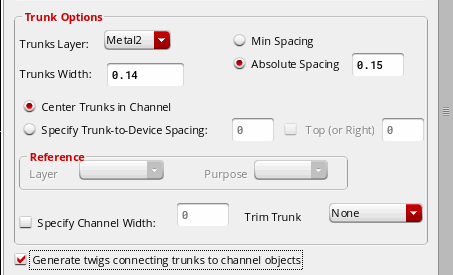 Trunk Options
Trunks Layer: Metal2 Min Spacing
Trunks Width: 0.14 Absolute Spacing 0.15
Center Trunks in Channel
Specify Trunk-to-Device Spacing: 0 Top (or Right) 0
Reference
Layer Purpose
Specify Channel Width: 0 Trim Trunk None
Generate twigs connecting trunks to channel objects